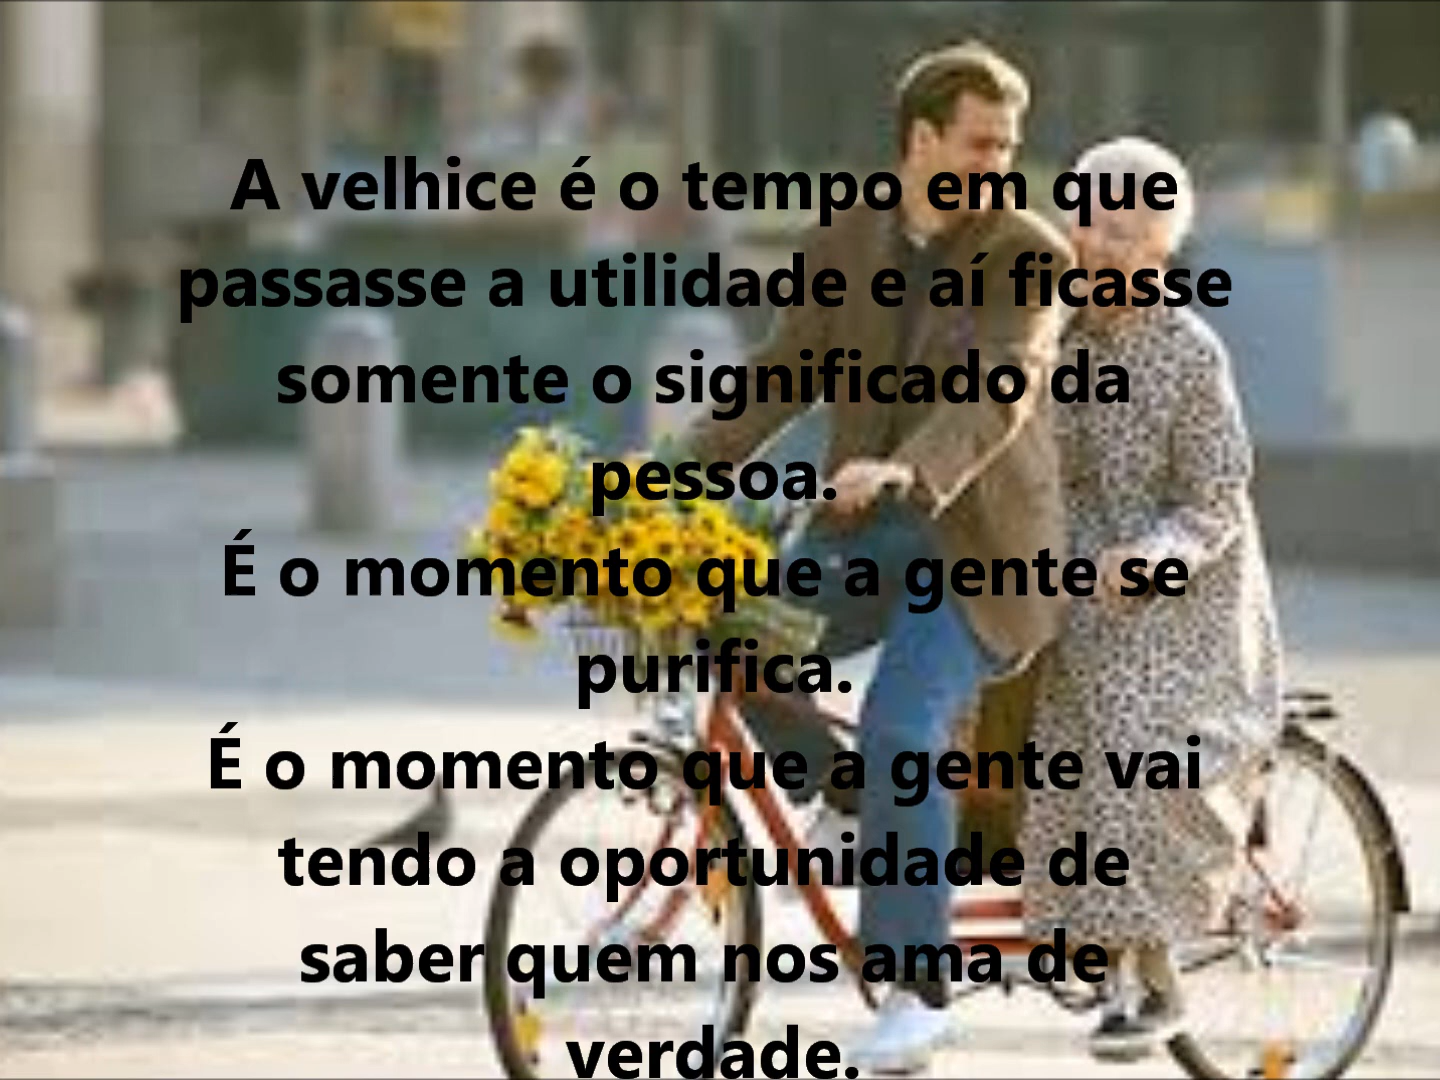 A velhice é o tempo em que
passasse a utilidade e aí ficasse
somente o significado da
pessoa.
É o momento que a gente se
purifica.
É o momento que a gente vai
tendo a oportunidade de
saber quem nos ama de
verdade.